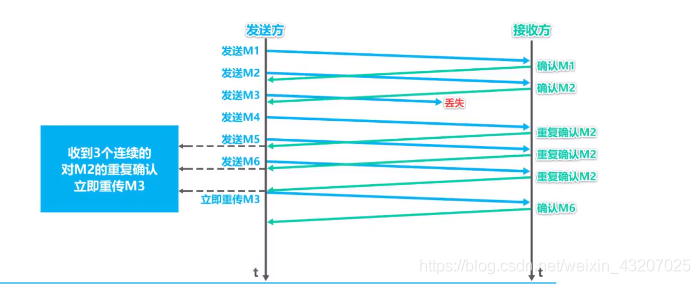 发送方
接收方
发送M1
确认M1
发送M2
确认M2
发送M3
丢失
发送M4
重复确认M2
发送M5
重复确认M2
发送M6
重复确认M2
收到3个连续的
对M2的重复确认
立即重传M3
立即重传M3
确认M6
t
t
https://blog.csdn.net/weixin_43207025